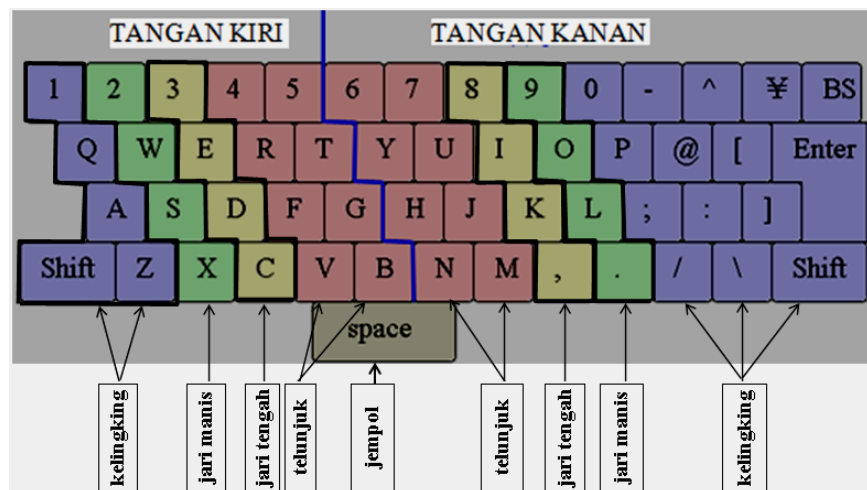 TANGAN KIRI TANGAN KANAN
1 2 3 4 5 6 7 8 9 0 - ^ ¥ BS
Q W E R T Y U I O P @ [ Enter
A S D F G H J K L ; : ]
Shift Z X C V B N M , . / \ Shift
space
kelingking jari manis jari tengah telunjuk jempol telunjuk jari tengah jari manis kelingking